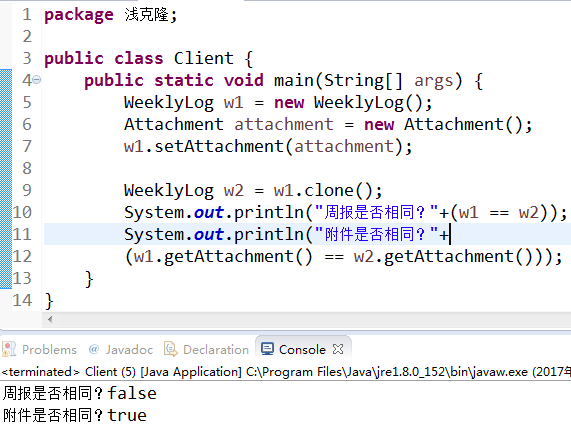 1 package 浅克隆;
2
3 public class Client {
4 public static void main(String[] args) {
5 WeeklyLog w1 = new WeeklyLog();
6 Attachment attachment = new Attachment();
7 w1.setAttachment(attachment);
8
9 WeeklyLog w2 = w1.clone();
10 System.out.println("周报是否相同？"+(w1 == w2));
11 System.out.println("附件是否相同？"+
12 (w1.getAttachment() == w2.getAttachment()));
13 }
14 }
Problems @ Javadoc Declaration Console
<terminated> Client (5) [Java Application] C:\Program Files\Java\jre1.8.0_152\bin\javaw.exe (2017年
周报是否相同？false
附件是否相同？true